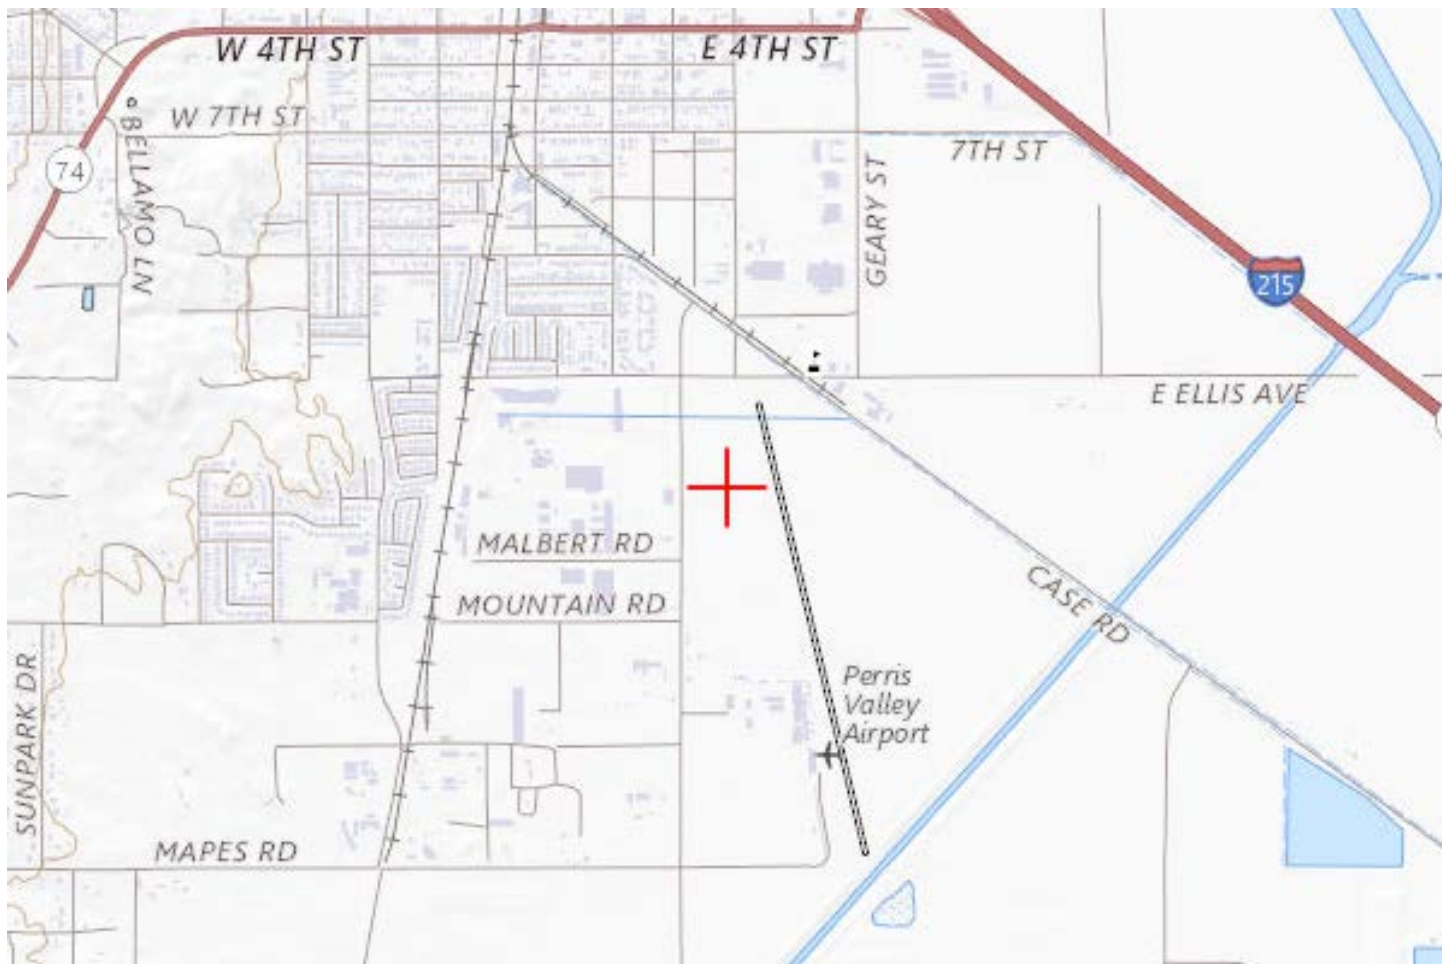 W 4TH ST
E 4TH ST
W 7TH ST
7TH ST
74
BELLAMO LN
GEARY ST
215
E ELLIS AVE
MALBERT RD
MOUNTAIN RD
CASE RD
SUNPARK DR
Perris
Valley
Airport
MAPES RD